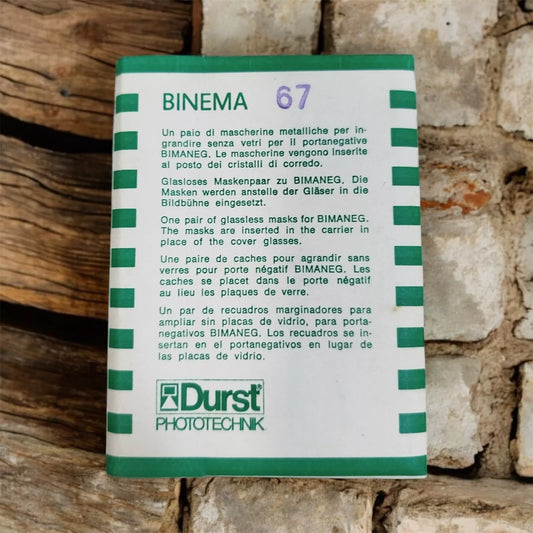 BINEMA 67
Un paio di mascherine metalliche per in-
grandire senza vetri per il portanegative
BIMANEG. Le mascherine vengono inserite
al posto dei cristalli di corredo.
Glasloses Maskenpaar zu BIMANEG. Die
Masken werden anstelle der Gläser in die
Bildbühne eingesetzt.
One pair of glassless masks for BIMANEG.
The masks are inserted in the carrier in
place of the cover glasses.
Une paire de caches pour agrandir sans
verres pour porte négatif BIMANEG. Les
caches se placet dans le porte négatif
au lieu les plaques de verre.
Un par de recuadros marginadores para
ampliar sin placas de vidrio, para porta-
negativos BIMANEG. Los recuadros se in-
sertan en el portanegativos en lugar de
las placas de vidrio.
Durst
PHOTOTECHNIK